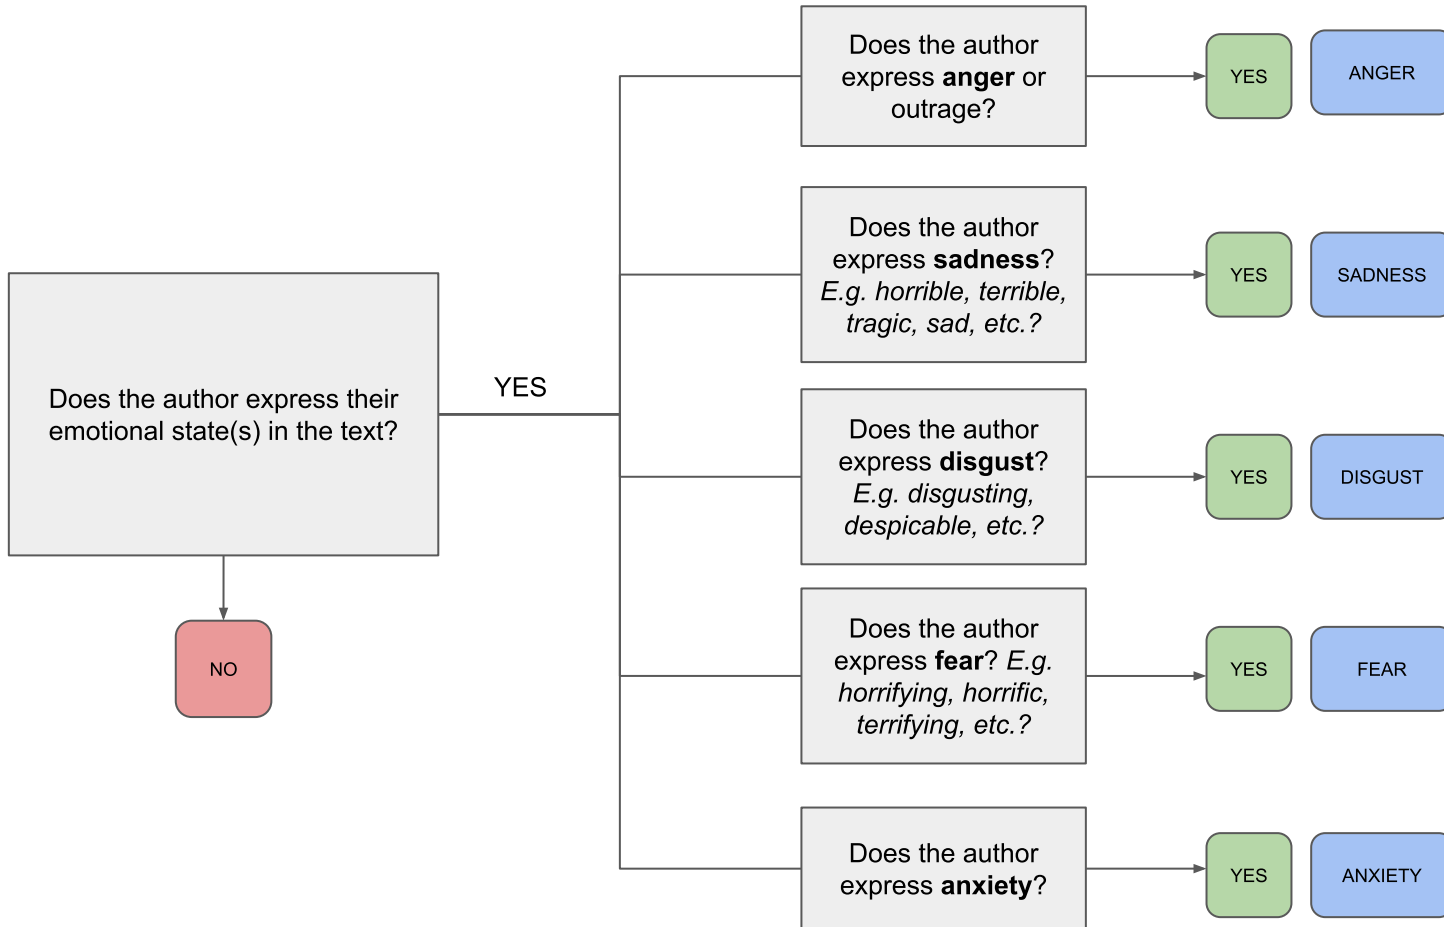 Does the author
express anger or
outrage?
YES
ANGER
Does the author
express sadness?
E.g. horrible, terrible,
tragic, sad, etc.?
YES
SADNESS
Does the author express their
emotional state(s) in the text?
YES
NO
Does the author
express disgust?
E.g. disgusting,
despicable, etc.?
YES
DISGUST
Does the author
express fear? E.g.
horrifying, horrific,
terrifying, etc.?
YES
FEAR
Does the author
express anxiety?
YES
ANXIETY